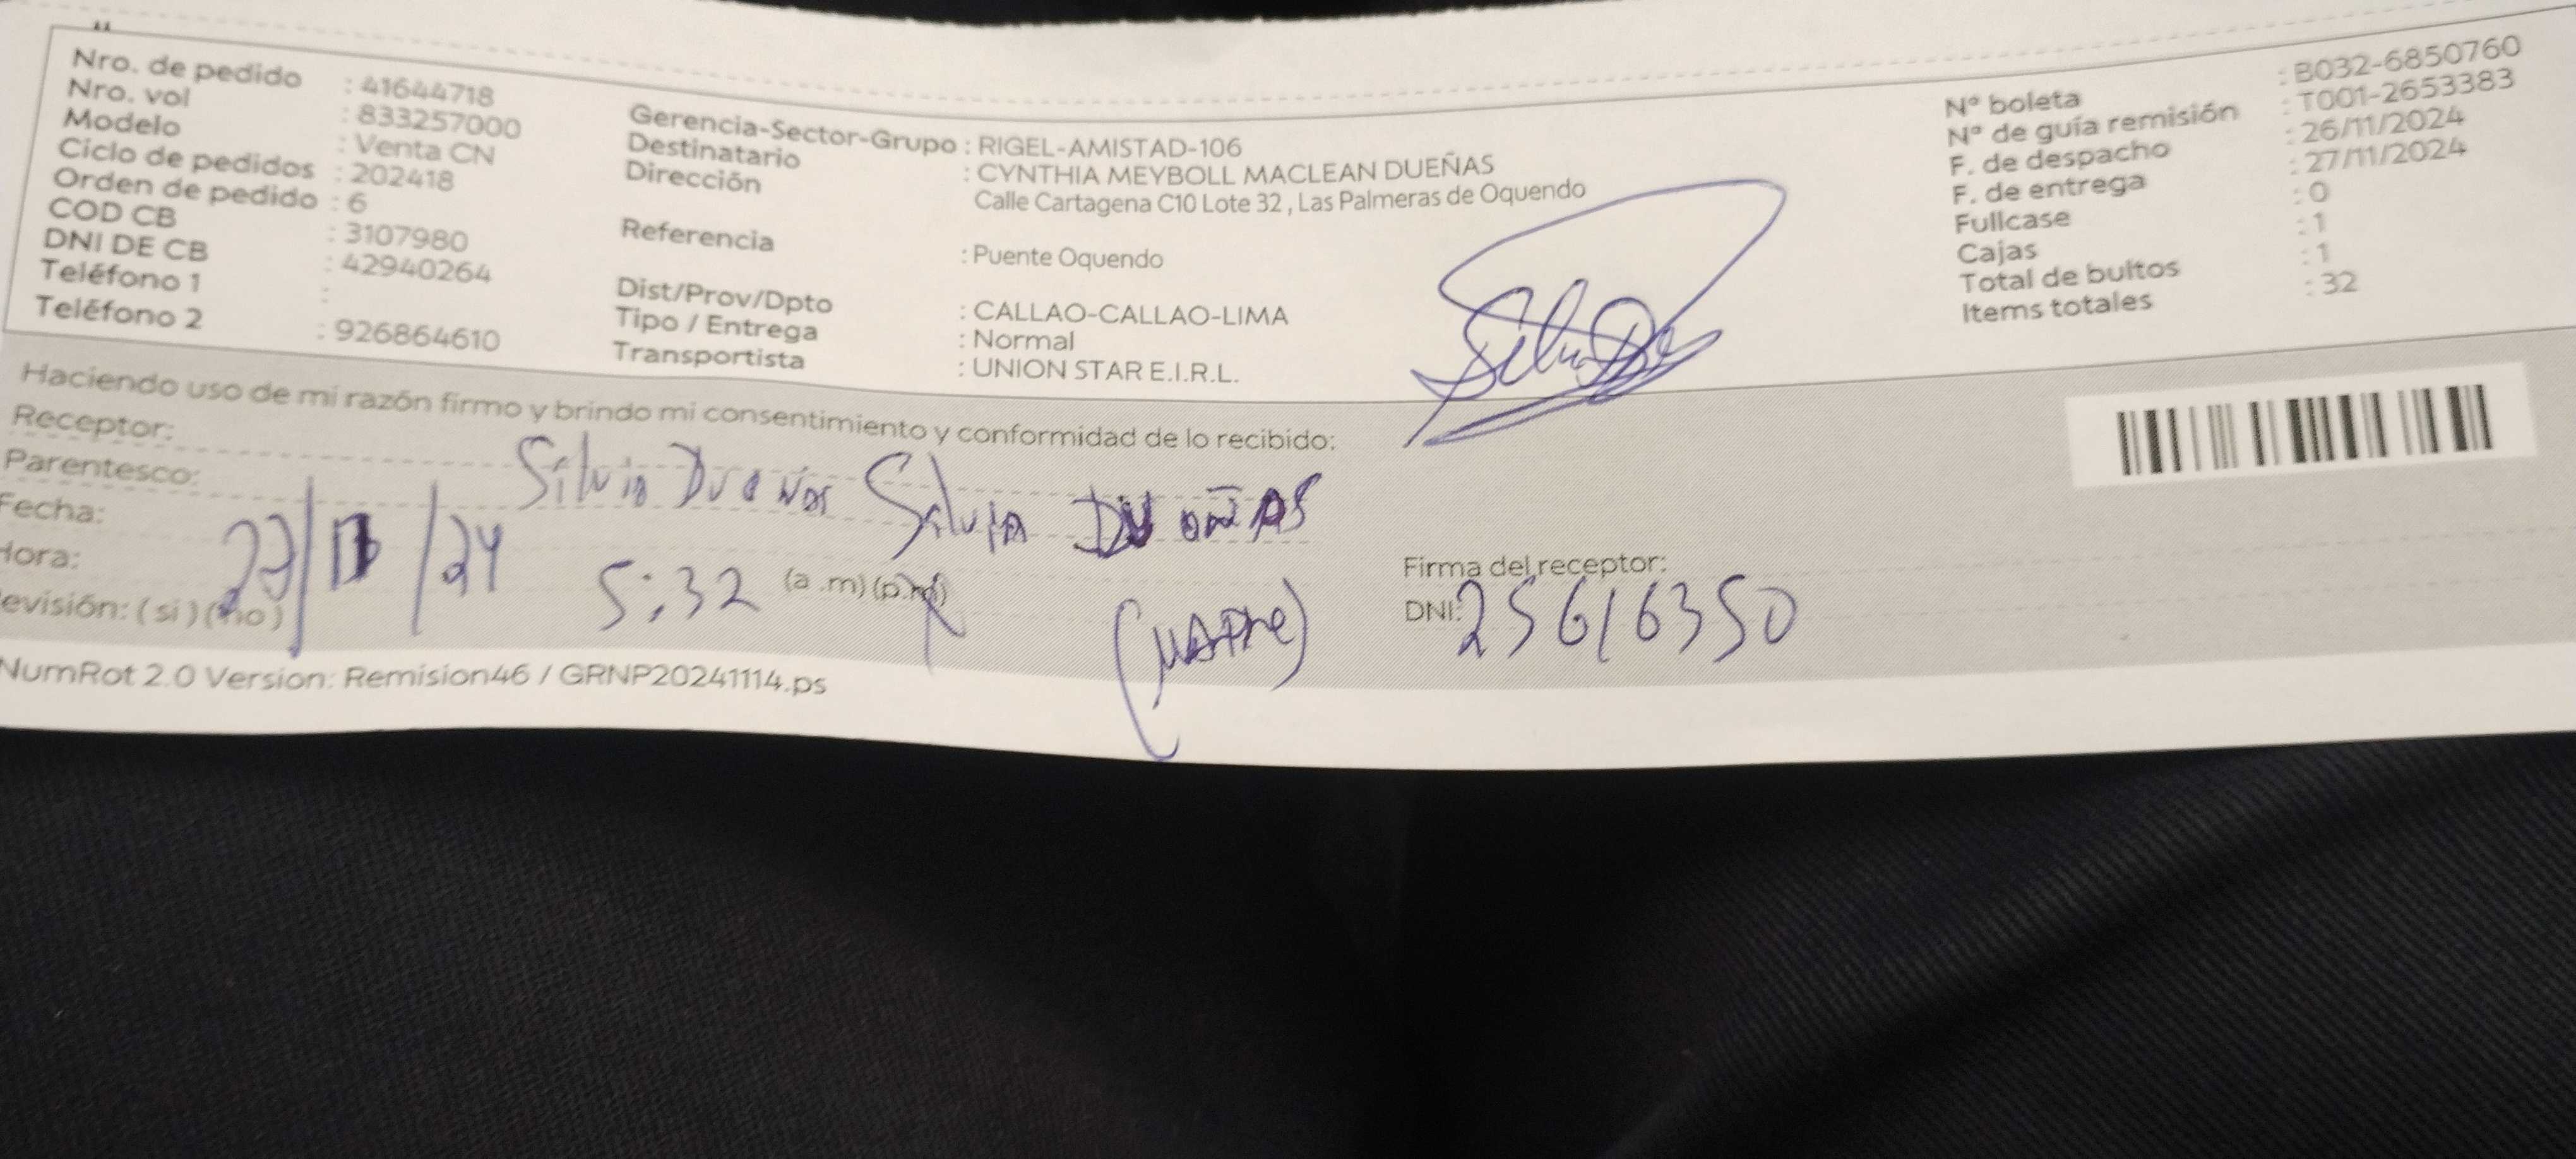 Nro. de pedido : 41644718
Nro. vol : 833257000
Modelo : Venta CN
Ciclo de pedidos : 202418
Orden de pedido : 6
COD CB : 3107980
DNI DE CB : 42940264
Teléfono 1 :
Teléfono 2 : 926864610
Gerencia-Sector-Grupo : RIGEL-AMISTAD-106
Destinatario : CYNTHIA MEYBOLL MACLEAN DUEÑAS
Dirección Calle Cartagena C10 Lote 32 , Las Palmeras de Oquendo
Referencia : Puente Oquendo
Dist/Prov/Dpto : CALLAO-CALLAO-LIMA
Tipo / Entrega : Normal
Transportista : UNION STAR E.I.R.L.
Nº boleta : B032-6850760
Nº de guía remisión : T001-2653383
F. de despacho : 26/11/2024
F. de entrega : 27/11/2024
Fullcase : 0
Cajas : 1
Total de bultos : 1
Items totales : 32
Haciendo uso de mi razón firmo y brindo mi consentimiento y conformidad de lo recibido:
Receptor: Silvia Dueñas Silvia DUEÑAS
Parentesco:
Fecha: 27/11/24
Hora: 5:32 (a .m) (p.m)
evisión: ( si ) ( no )
(MADRE)
Firma del receptor:
DNI: 25616350
NumRot 2.0 Version: Remision46 / GRNP20241114.ps